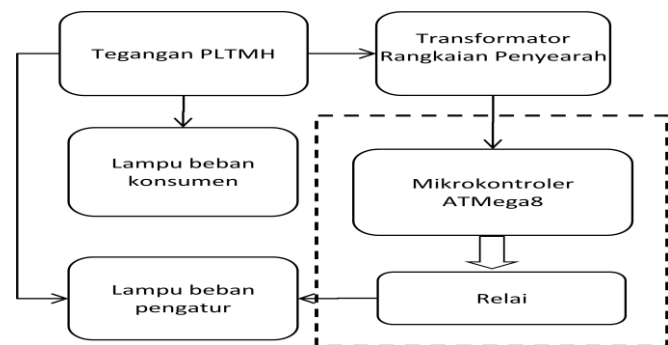 Tegangan PLTMH
Transformator
Rangkaian Penyearah
Lampu beban
konsumen
Mikrokontroler
ATMega8
Lampu beban
pengatur
Relai